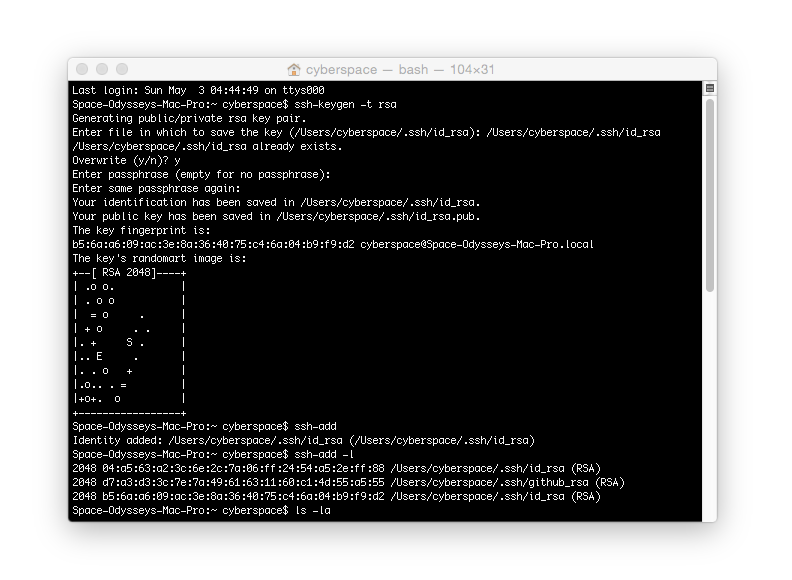 cyberspace — bash — 104×31
Last login: Sun May  3 04:44:49 on ttys000
Space-Odysseys-Mac-Pro:~ cyberspace$ ssh-keygen -t rsa
Generating public/private rsa key pair.
Enter file in which to save the key (/Users/cyberspace/.ssh/id_rsa): /Users/cyberspace/.ssh/id_rsa
/Users/cyberspace/.ssh/id_rsa already exists.
Overwrite (y/n)? y
Enter passphrase (empty for no passphrase):
Enter same passphrase again:
Your identification has been saved in /Users/cyberspace/.ssh/id_rsa.
Your public key has been saved in /Users/cyberspace/.ssh/id_rsa.pub.
The key fingerprint is:
b5:6a:a6:09:ac:3e:8a:36:40:75:c4:6a:04:b9:f9:d2 cyberspace@Space-Odysseys-Mac-Pro.local
The key's randomart image is:
+--[ RSA 2048]----+
| .o o.           |
| . o o           |
|  = o     .      |
| + o     . .     |
|. +     S .      |
|.. E     .       |
|. . o   +        |
|.o.. . =         |
|+o+.  o          |
+-----------------+
Space-Odysseys-Mac-Pro:~ cyberspace$ ssh-add
Identity added: /Users/cyberspace/.ssh/id_rsa (/Users/cyberspace/.ssh/id_rsa)
Space-Odysseys-Mac-Pro:~ cyberspace$ ssh-add -l
2048 04:a5:63:a2:3c:6e:2c:7a:06:ff:24:54:a5:2e:ff:88 /Users/cyberspace/.ssh/id_rsa (RSA)
2048 d7:a3:d3:3c:7e:7a:49:61:63:11:60:c1:4d:55:a5:55 /Users/cyberspace/.ssh/github_rsa (RSA)
2048 b5:6a:a6:09:ac:3e:8a:36:40:75:c4:6a:04:b9:f9:d2 /Users/cyberspace/.ssh/id_rsa (RSA)
Space-Odysseys-Mac-Pro:~ cyberspace$ ls -la